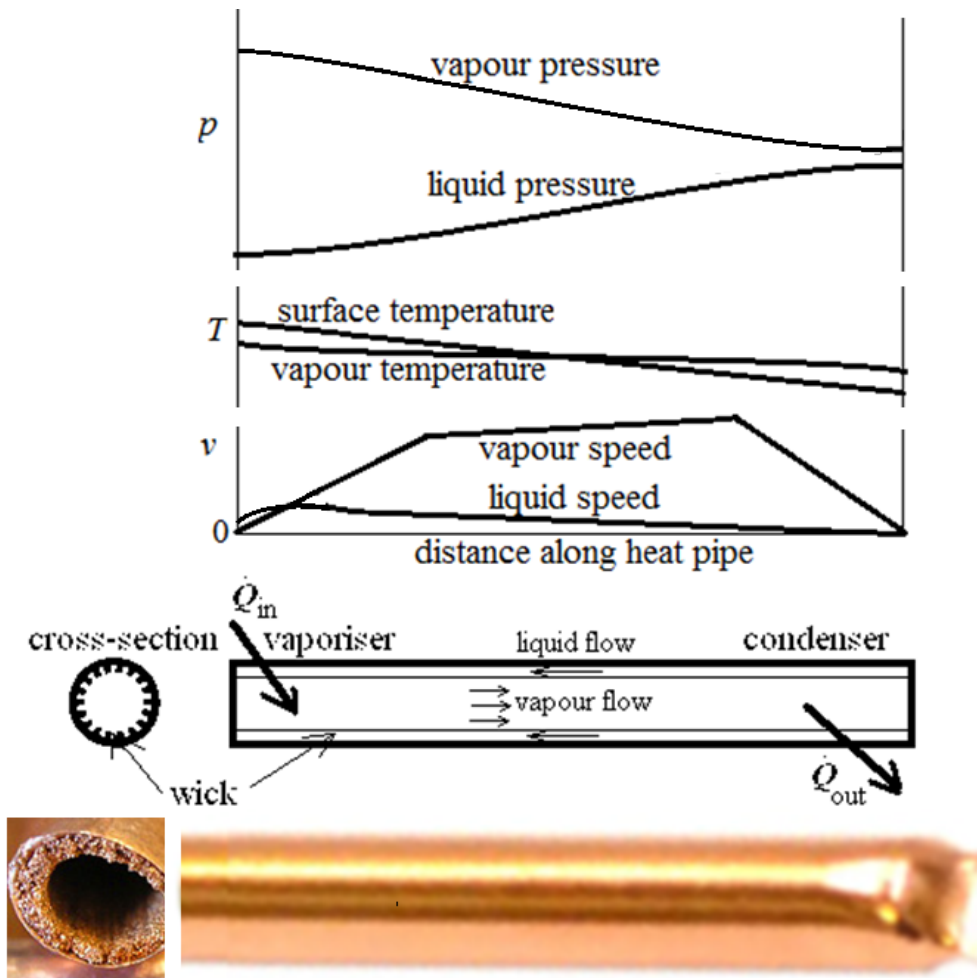 vapour pressure
p
liquid pressure
surface temperature
T
vapour temperature
v
vapour speed
liquid speed
0
distance along heat pipe
Q̇in
cross-section vaporiser liquid flow condenser
vapour flow
wick
Q̇out